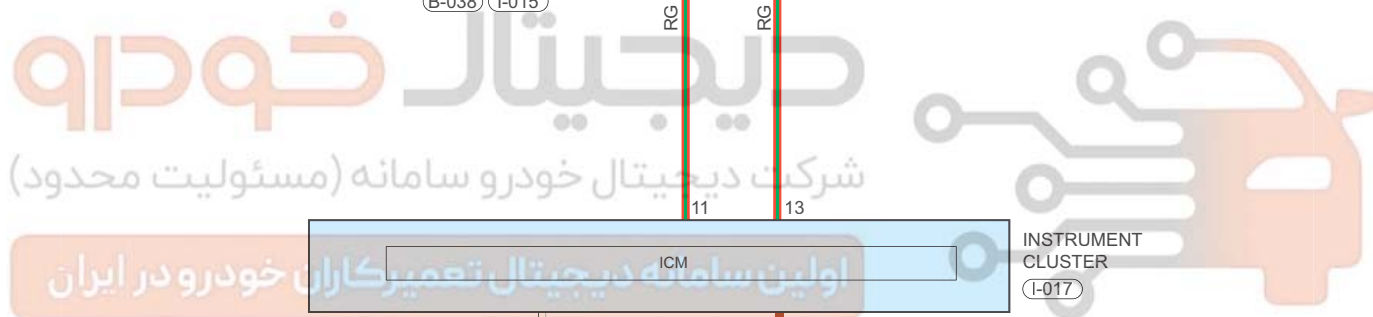 B-038 I-015
RG RG
دیجیتال خودرو
شرکت دیجیتال خودرو سامانه (مسئولیت محدود)
11 13
INSTRUMENT
CLUSTER
I-017
ICM
اولین سامانه دیجیتال تعمیرکاران خودرو در ایران